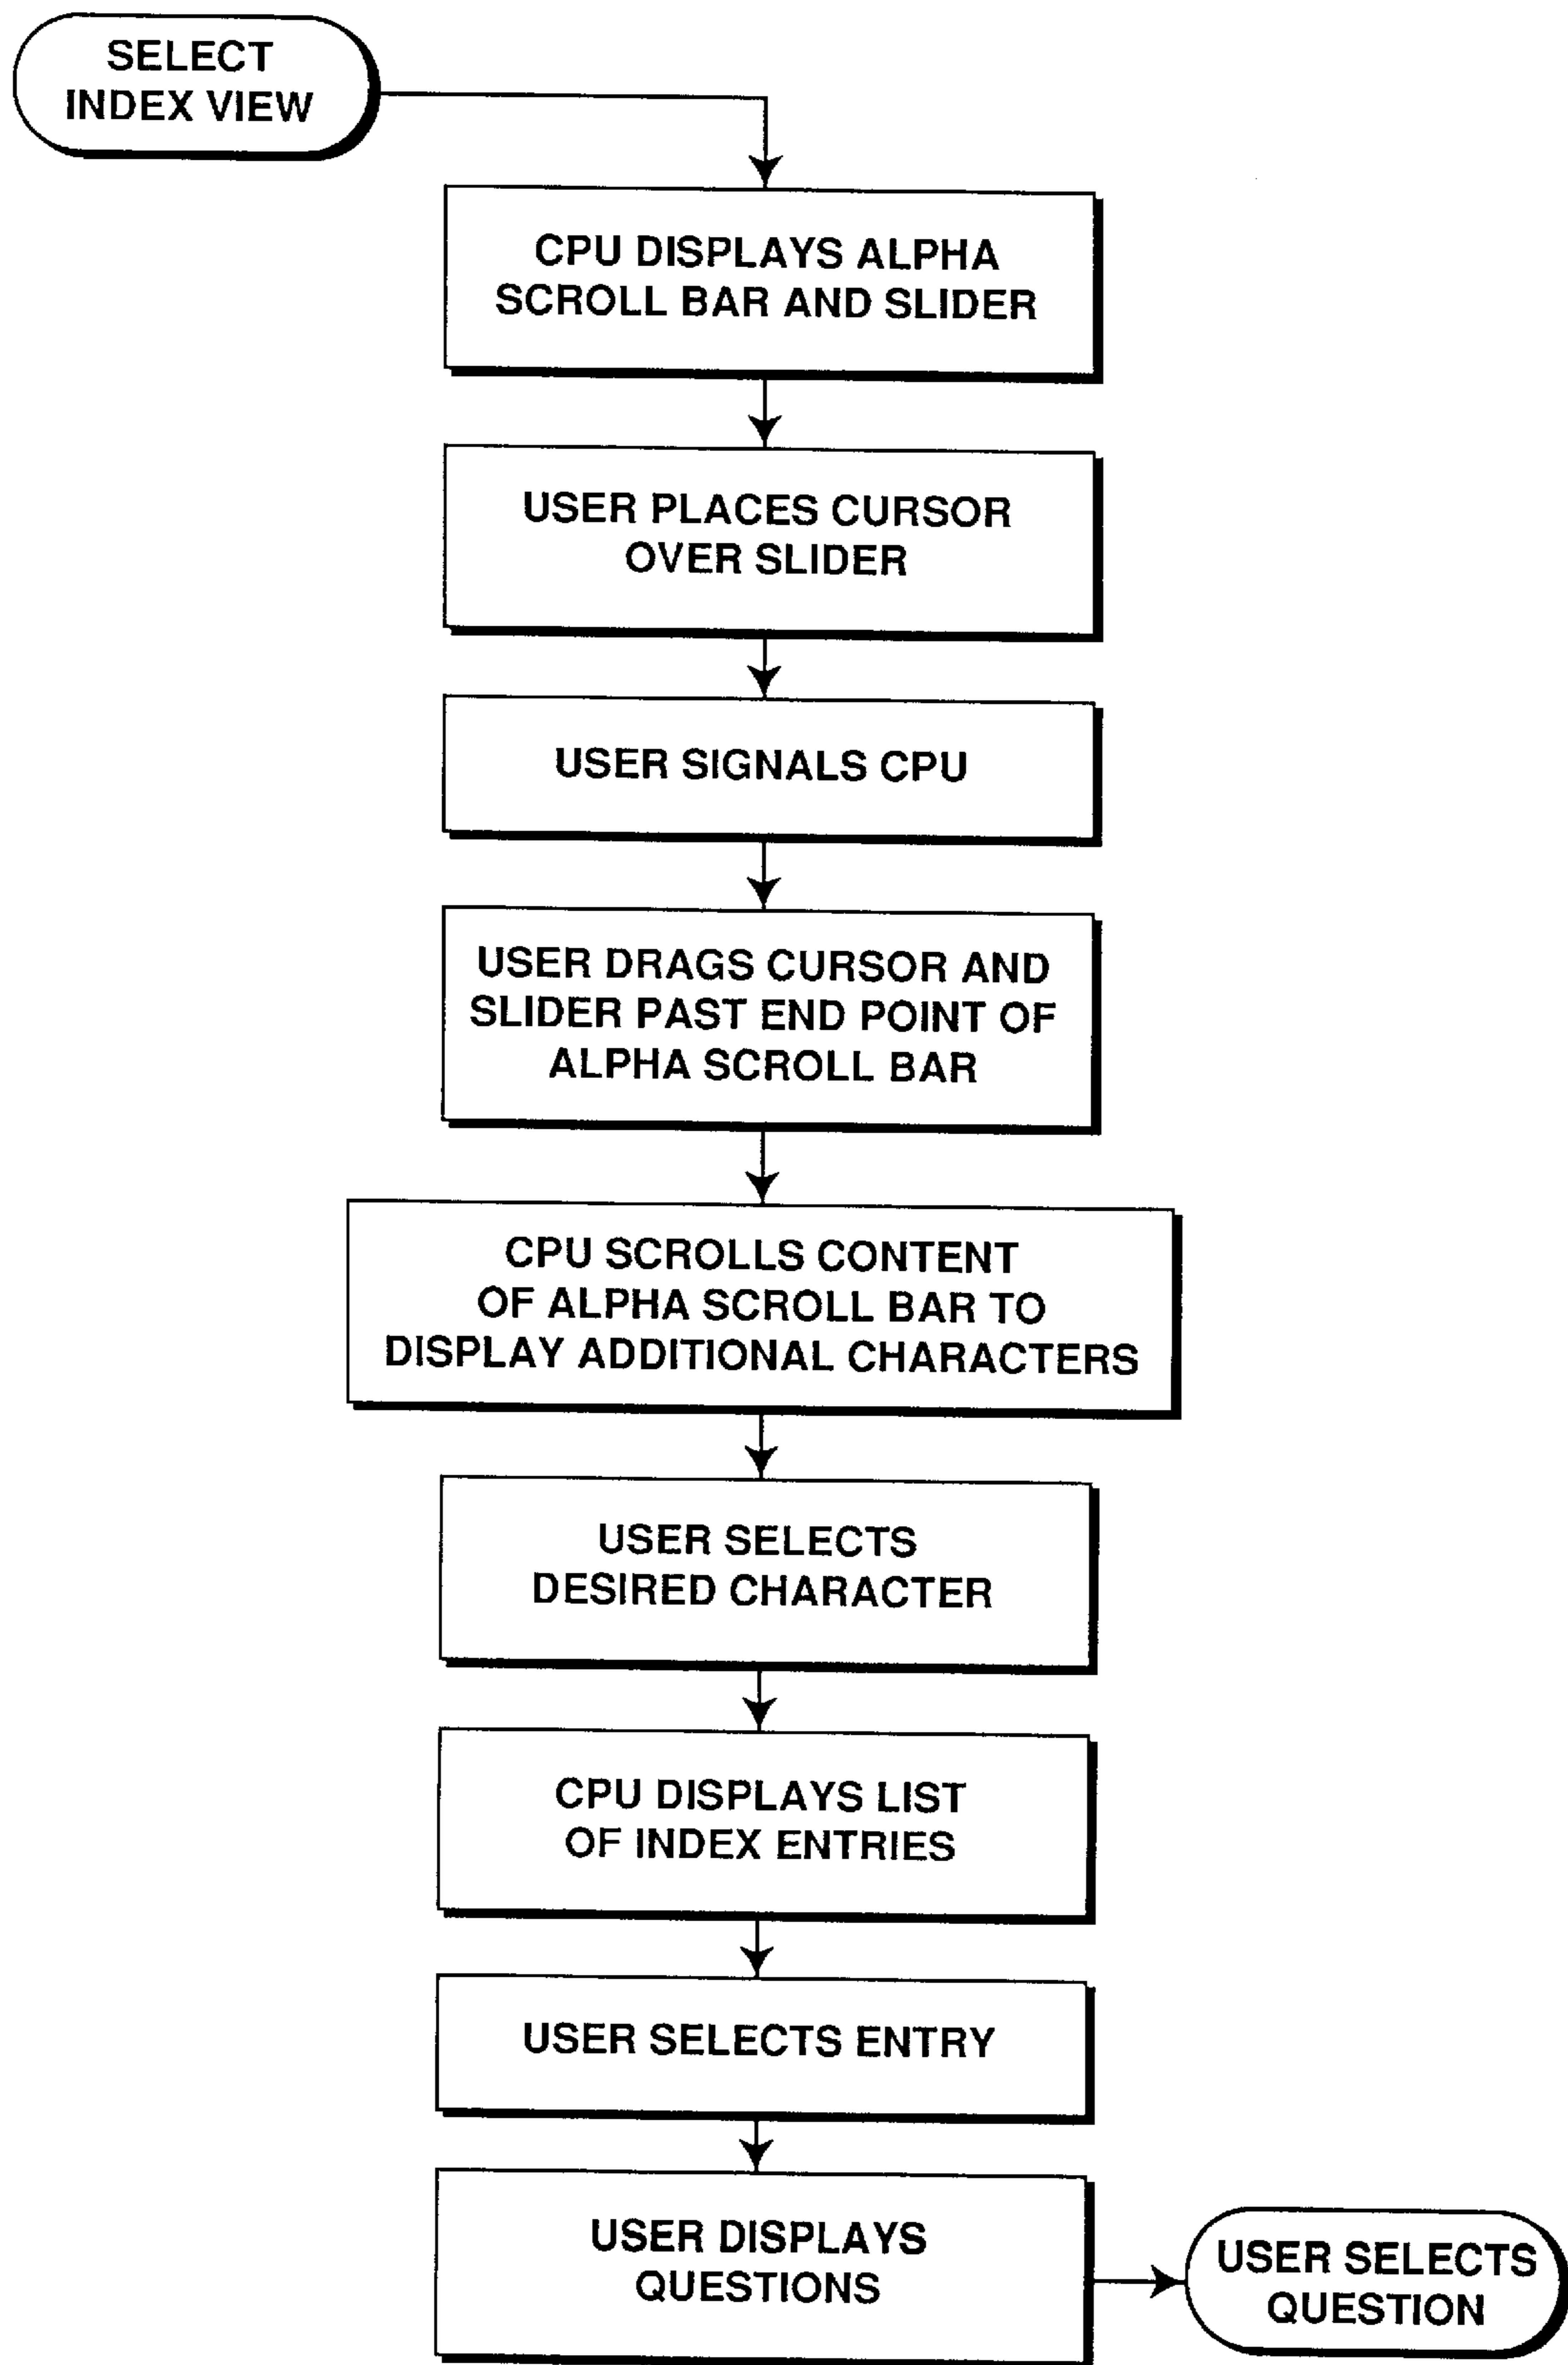 SELECT
INDEX VIEW
CPU DISPLAYS ALPHA
SCROLL BAR AND SLIDER
USER PLACES CURSOR
OVER SLIDER
USER SIGNALS CPU
USER DRAGS CURSOR AND
SLIDER PAST END POINT OF
ALPHA SCROLL BAR
CPU SCROLLS CONTENT
OF ALPHA SCROLL BAR TO
DISPLAY ADDITIONAL CHARACTERS
USER SELECTS
DESIRED CHARACTER
CPU DISPLAYS LIST
OF INDEX ENTRIES
USER SELECTS ENTRY
USER DISPLAYS
QUESTIONS
USER SELECTS
QUESTION